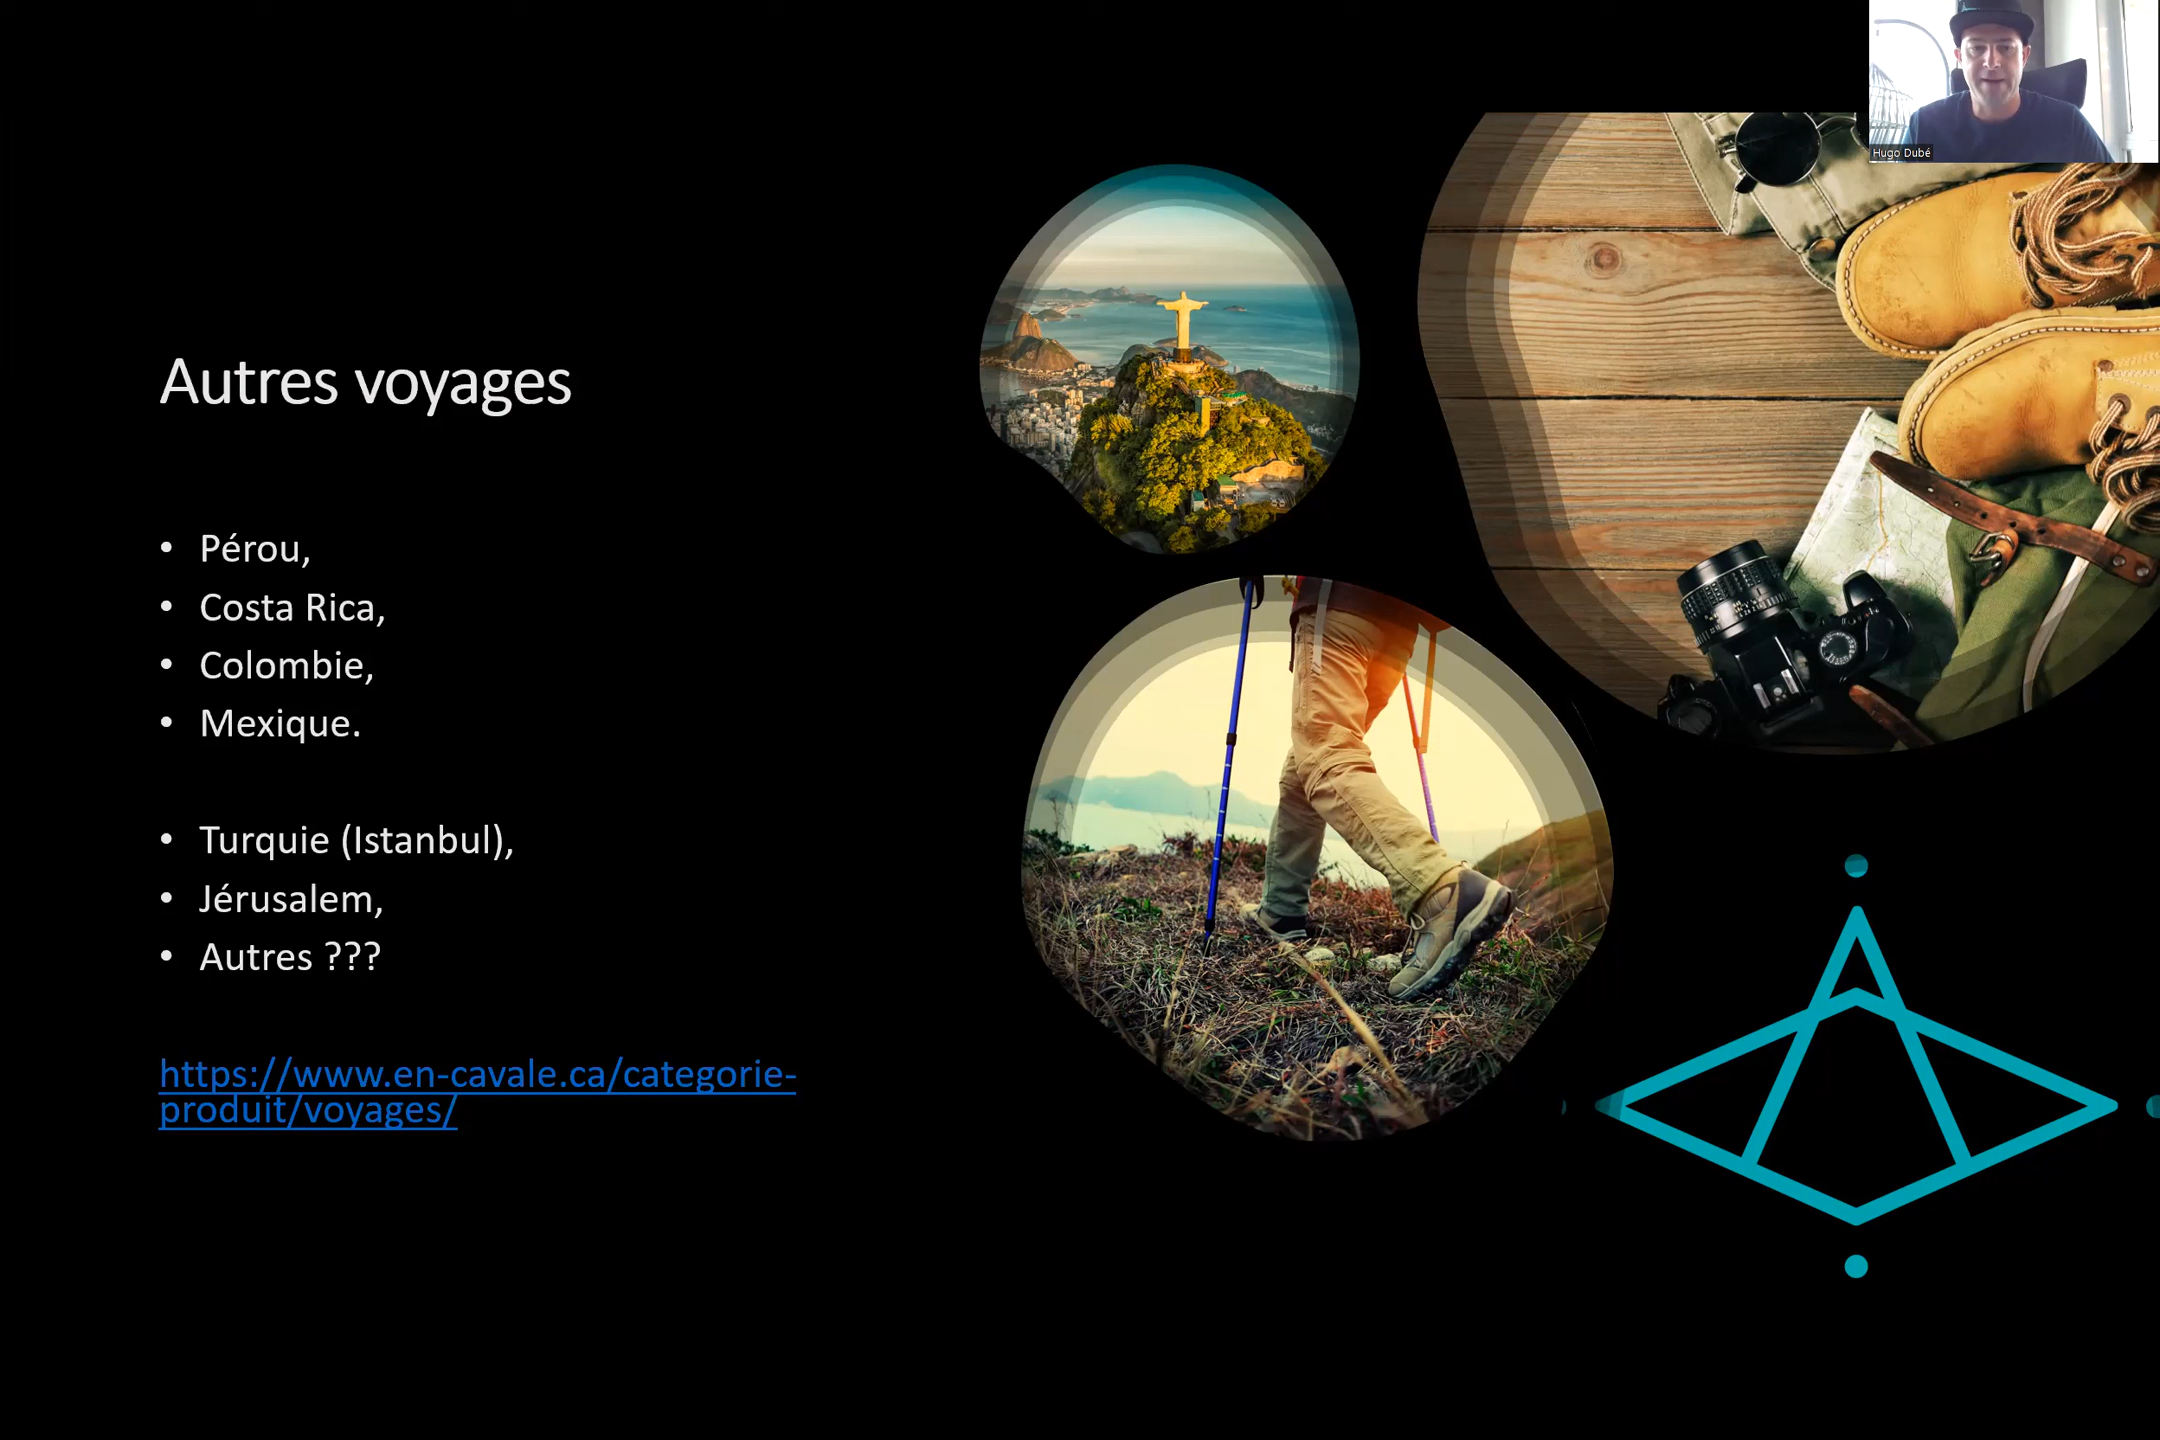 Hugo Dubé
Autres voyages
• Pérou,
• Costa Rica,
• Colombie,
• Mexique.
• Turquie (Istanbul),
• Jérusalem,
• Autres ???
https://www.en-cavale.ca/categorie-
produit/voyages/